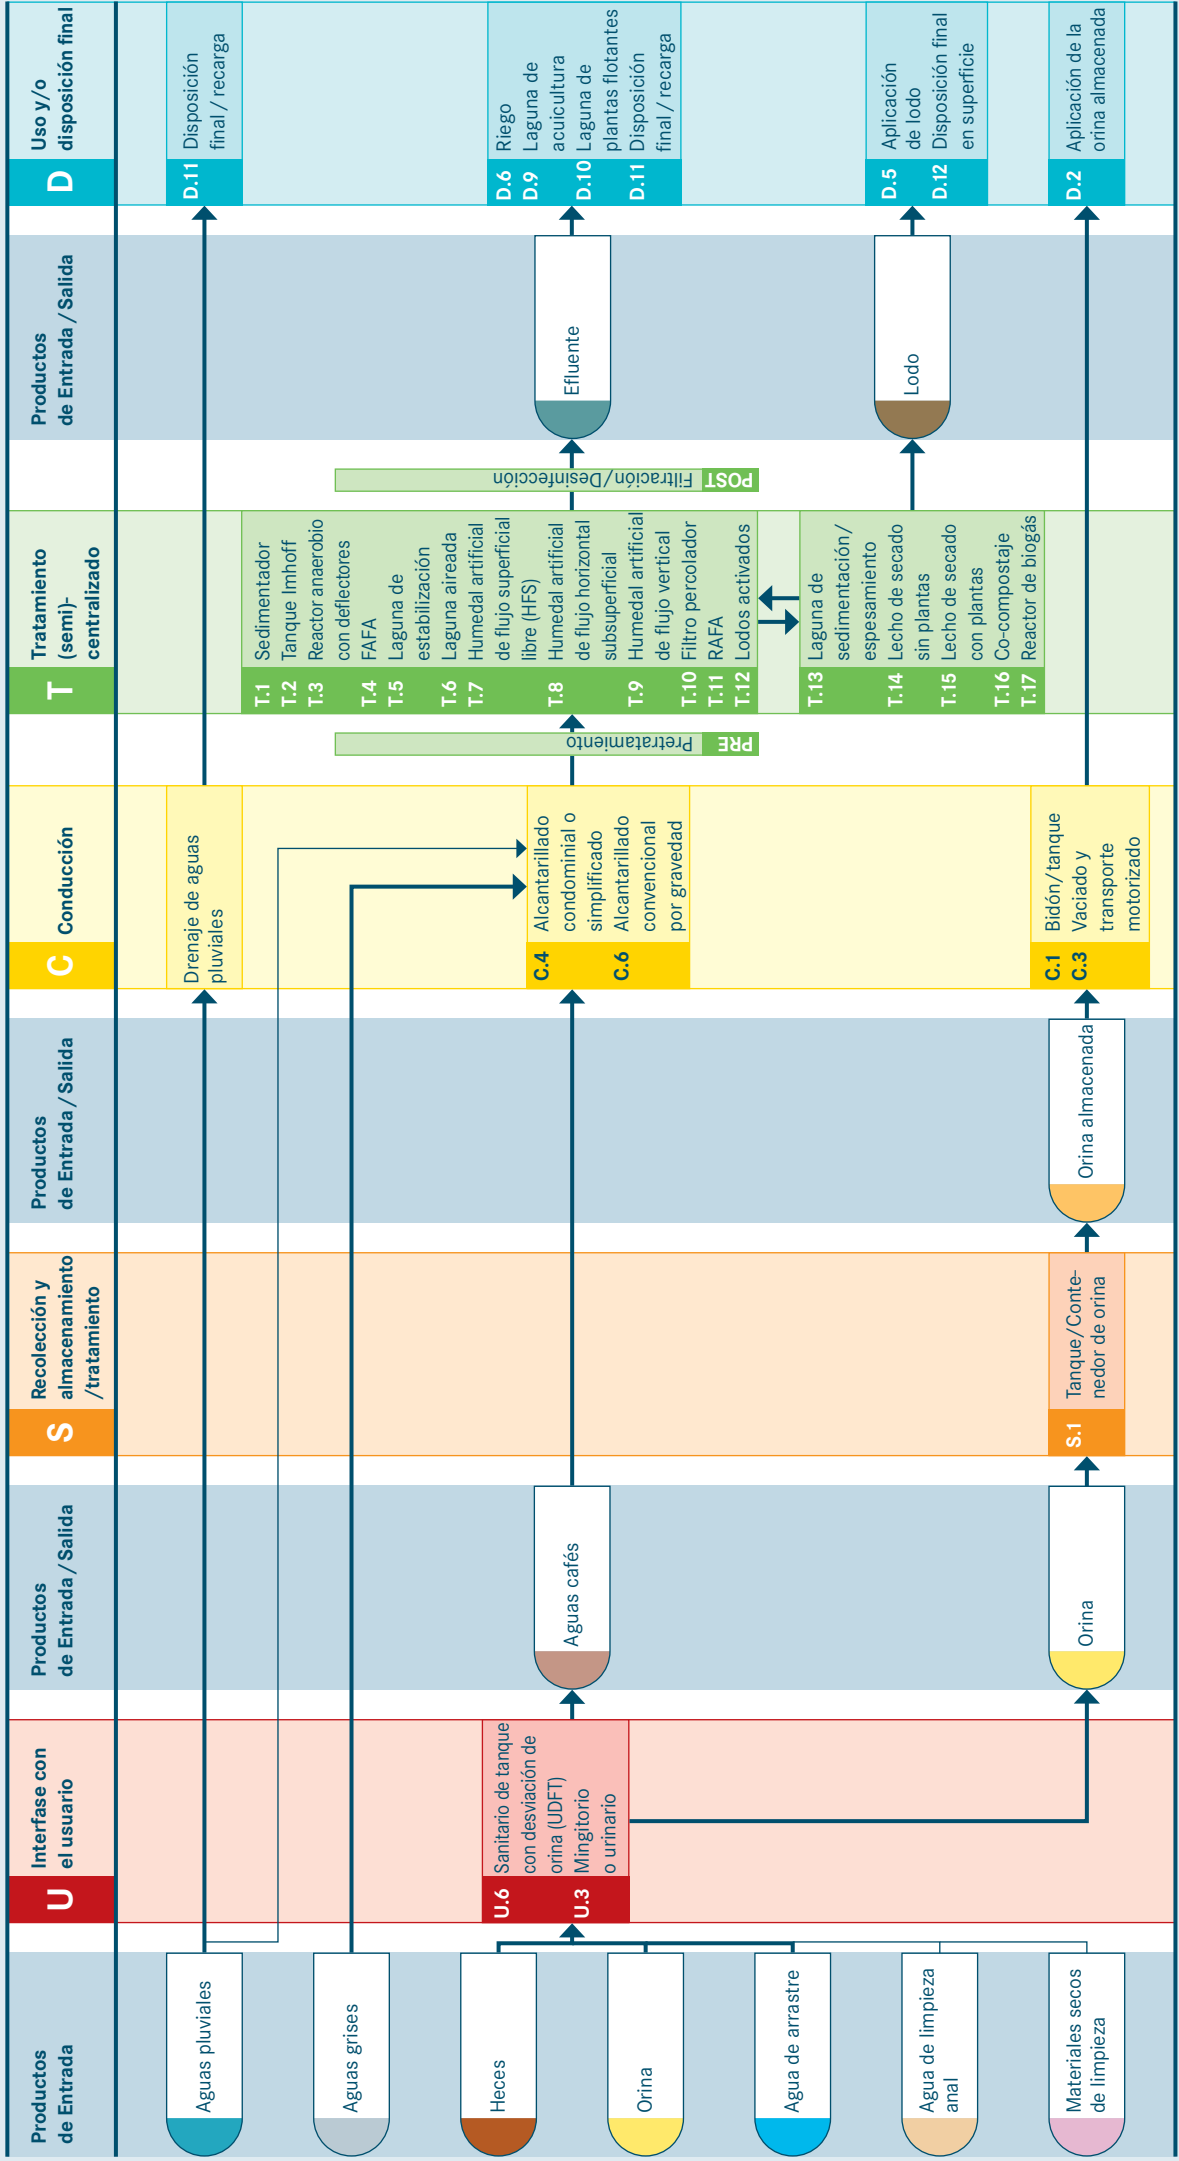 Productos
de Entrada
U
Interfase con
el usuario
Productos
de Entrada / Salida
S
Recolección y
almacenamiento
/tratamiento
Productos
de Entrada / Salida
C
Conducción
T
Tratamiento
(semi)-
centralizado
Productos
de Entrada / Salida
D
Uso y/o
disposición final
Aguas pluviales
Drenaje de aguas
pluviales
D.11 Disposición
final / recarga
Aguas grises
Heces
Orina
Agua de arrastre
Agua de limpieza
anal
Materiales secos
de limpieza
U.6 Sanitario de tanque
con desviación de
orina (UDFT)
U.3 Mingitorio
o urinario
Aguas cafés
Orina
S.1 Tanque/Conte-
nedor de orina
Orina almacenada
C.4 Alcantarillado
condominial o
simplificado
C.6 Alcantarillado
convencional
por gravedad
C.1 Bidón/tanque
C.3 Vaciado y
transporte
motorizado
PRE Pretratamiento
T.1 Sedimentador
T.2 Tanque Imhoff
T.3 Reactor anaerobio
con deflectores
T.4 FAFA
T.5 Laguna de
estabilización
T.6 Laguna aireada
T.7 Humedal artificial
de flujo superficial
libre (HFS)
T.8 Humedal artificial
de flujo horizontal
subsuperficial
T.9 Humedal artificial
de flujo vertical
T.10 Filtro percolador
T.11 RAFA
T.12 Lodos activados
T.13 Laguna de
sedimentación/
espesamiento
T.14 Lecho de secado
sin plantas
T.15 Lecho de secado
con plantas
T.16 Co-compostaje
T.17 Reactor de biogás
POST Filtración/Desinfección
Efluente
Lodo
D.6 Riego
D.9 Laguna de
acuicultura
D.10 Laguna de
plantas flotantes
D.11 Disposición
final / recarga
D.5 Aplicación
de lodo
D.12 Disposición final
en superficie
D.2 Aplicación de la
orina almacenada